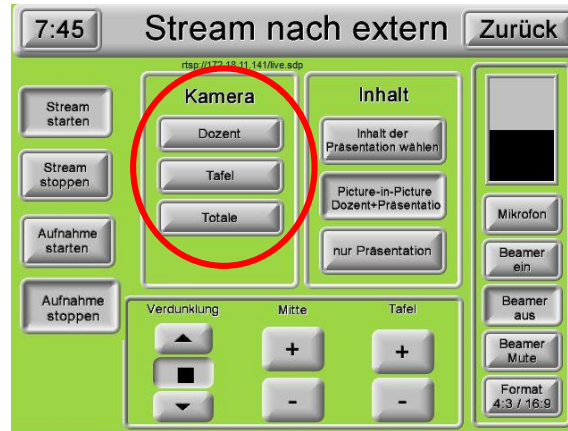 7:45
Stream nach extern
Zurück
rtsp://172.18.11.141/live.sdp
Stream
starten
Stream
stoppen
Aufnahme
starten
Aufnahme
stoppen
Kamera
Dozent
Tafel
Totale
Inhalt
Inhalt der
Präsentation wählen
Picture-in-Picture
Dozent+Präsentatio
nur Präsentation
Mikrofon
Beamer
ein
Beamer
aus
Beamer
Mute
Format
4:3 / 16:9
Verdunklung
Mitte
Tafel
+
+
-
-